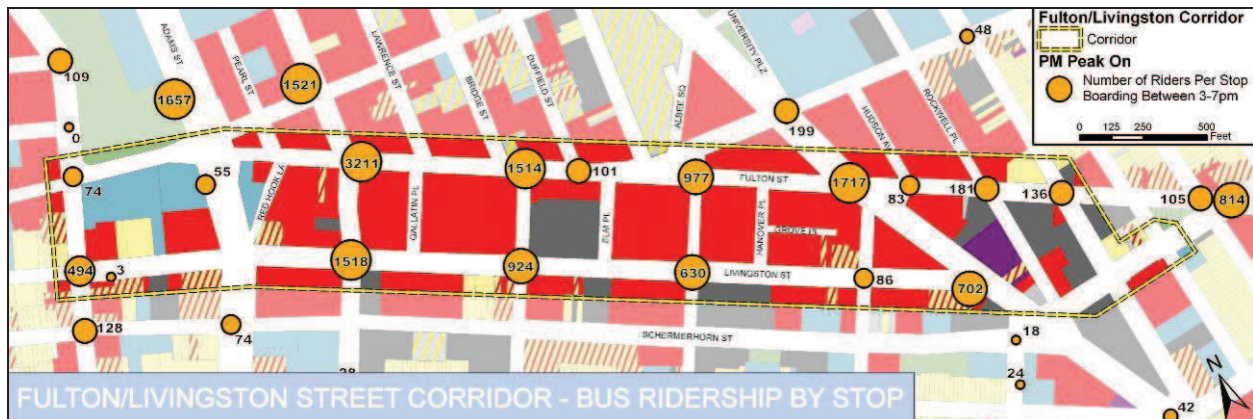 Fulton/Livingston Corridor
Corridor
PM Peak On
Number of Riders Per Stop
Boarding Between 3-7pm
0 125 250 500
Feet
ADAMS ST
PEARL ST
LAWRENCE ST
BRIDGE ST
DUFFIELD ST
ALBEE SQ
UNIVERSITY PLZ
HUDSON AV
ROCKWELL PL
48
109
1657
1521
199
0
74
55
3211
1514
101
977
1717
83
181
136
105
814
FULTON ST
RED HOOK LA
GALLATIN PL
ELM PL
HANOVER PL
GROVE PL
494
3
1518
924
630
LIVINGSTON ST
86
702
128
74
SCHERMERHORN ST
18
24
42
N
FULTON/LIVINGSTON STREET CORRIDOR - BUS RIDERSHIP BY STOP